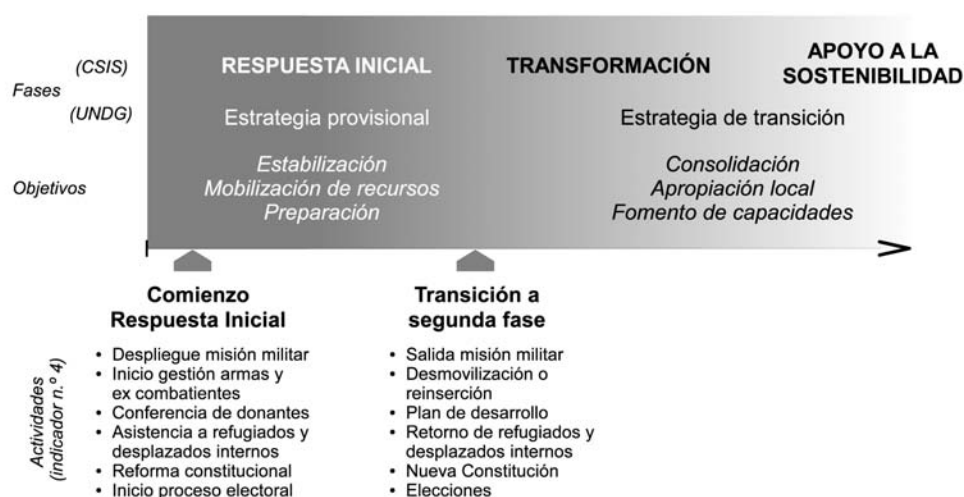 (CSIS)
Fases
(UNDG)
RESPUESTA INICIAL
TRANSFORMACIÓN
APOYO A LA
SOSTENIBILIDAD
Estrategia provisional
Estrategia de transición
Objetivos
Estabilización
Mobilización de recursos
Preparación
Consolidación
Apropiación local
Fomento de capacidades
Comienzo
Respuesta Inicial
Transición a
segunda fase
Actividades
(indicador n.º 4)
• Despliegue misión militar
• Inicio gestión armas y
ex combatientes
• Conferencia de donantes
• Asistencia a refugiados y
desplazados internos
• Reforma constitucional
• Inicio proceso electoral
• Salida misión militar
• Desmovilización o
reinserción
• Plan de desarrollo
• Retorno de refugiados y
desplazados internos
• Nueva Constitución
• Elecciones